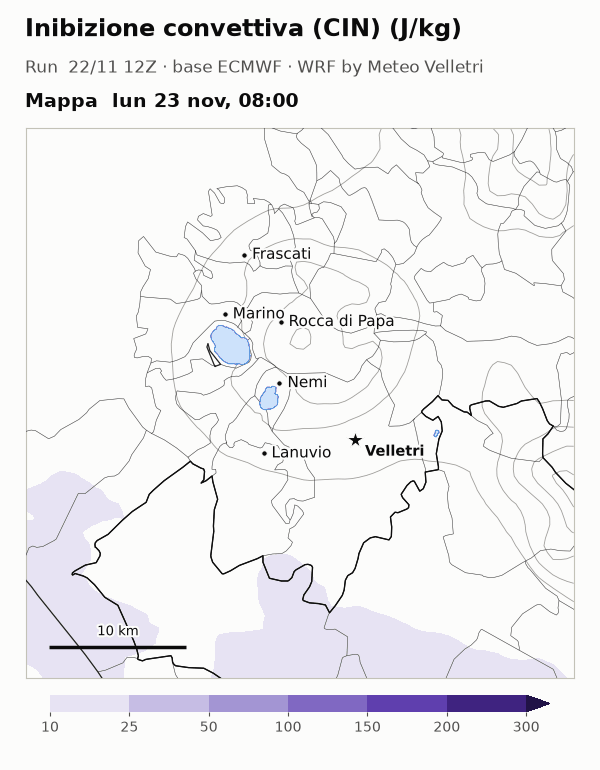 Inibizione convettiva (CIN) (J/kg)
Run  22/11 12Z · base ECMWF · WRF by Meteo Velletri
Mappa  lun 23 nov, 08:00
Frascati
Marino
Rocca di Papa
Nemi
Velletri
Lanuvio
10 km
10 25 50 100 150 200 300